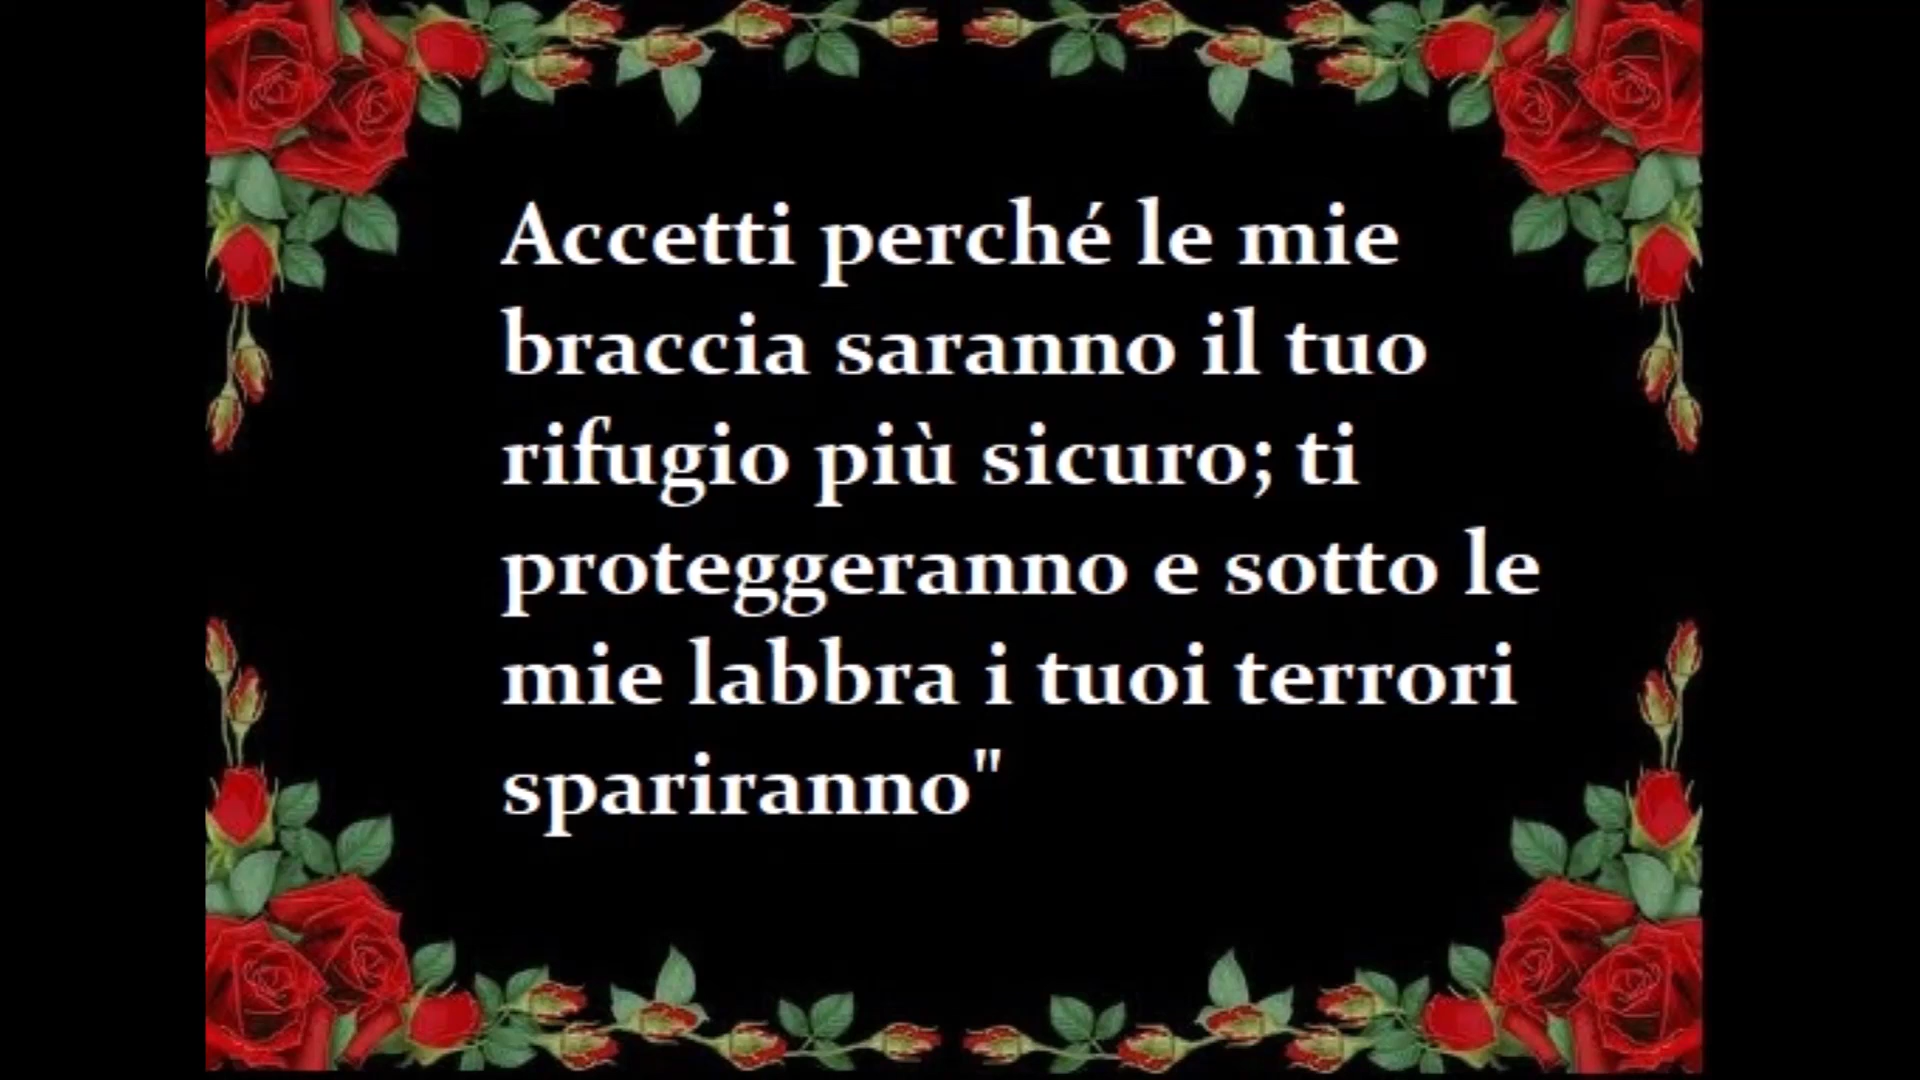 Accetti perché le mie
braccia saranno il tuo
rifugio più sicuro; ti
proteggeranno e sotto le
mie labbra i tuoi terrori
spariranno"